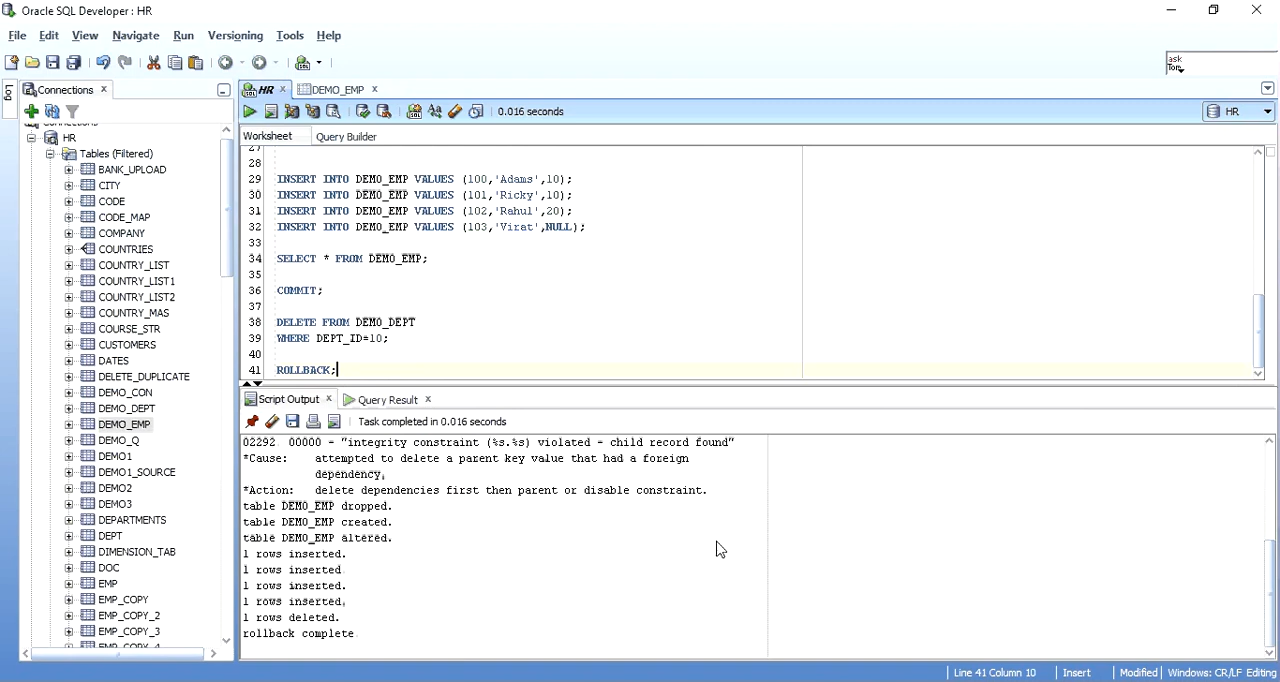 Oracle SQL Developer : HR
File Edit View Navigate Run Versioning Tools Help
ask
Tom
Log
Connections
HR
Tables (Filtered)
BANK_UPLOAD
CITY
CODE
CODE_MAP
COMPANY
COUNTRIES
COUNTRY_LIST
COUNTRY_LIST1
COUNTRY_LIST2
COUNTRY_MAS
COURSE_STR
CUSTOMERS
DATES
DELETE_DUPLICATE
DEMO_CON
DEMO_DEPT
DEMO_EMP
DEMO_Q
DEMO1
DEMO1_SOURCE
DEMO2
DEMO3
DEPARTMENTS
DEPT
DIMENSION_TAB
DOC
EMP
EMP_COPY
EMP_COPY_2
EMP_COPY_3
EMP_COPY_4
HR DEMO_EMP
0.016 seconds
HR
Worksheet Query Builder
27
28
29 INSERT INTO DEMO_EMP VALUES (100,'Adams',10);
30 INSERT INTO DEMO_EMP VALUES (101,'Ricky',10);
31 INSERT INTO DEMO_EMP VALUES (102,'Rahul',20);
32 INSERT INTO DEMO_EMP VALUES (103,'Virat',NULL);
33
34 SELECT * FROM DEMO_EMP;
35
36 COMMIT;
37
38 DELETE FROM DEMO_DEPT
39 WHERE DEPT_ID=10;
40
41 ROLLBACK;
Script Output Query Result
Task completed in 0.016 seconds
02292. 00000 - "integrity constraint (%s.%s) violated - child record found"
*Cause: attempted to delete a parent key value that had a foreign
dependency.
*Action: delete dependencies first then parent or disable constraint.
table DEMO_EMP dropped.
table DEMO_EMP created.
table DEMO_EMP altered.
1 rows inserted.
1 rows inserted.
1 rows inserted.
1 rows inserted.
1 rows deleted.
rollback complete.
Line 41 Column 10 Insert Modified Windows: CR/LF Editing